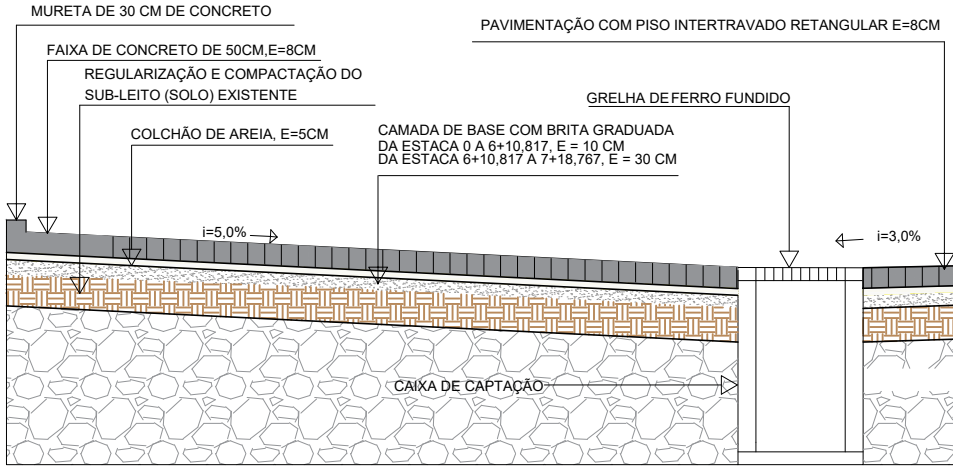 MURETA DE 30 CM DE CONCRETO
PAVIMENTAÇÃO COM PISO INTERTRAVADO RETANGULAR E=8CM
FAIXA DE CONCRETO DE 50CM,E=8CM
REGULARIZAÇÃO E COMPACTAÇÃO DO
SUB-LEITO (SOLO) EXISTENTE
GRELHA DE FERRO FUNDIDO
COLCHÃO DE AREIA, E=5CM
CAMADA DE BASE COM BRITA GRADUADA
DA ESTACA 0 A 6+10,817, E = 10 CM
DA ESTACA 6+10,817 A 7+18,767, E = 30 CM
i=5,0%
i=3,0%
CAIXA DE CAPTAÇÃO